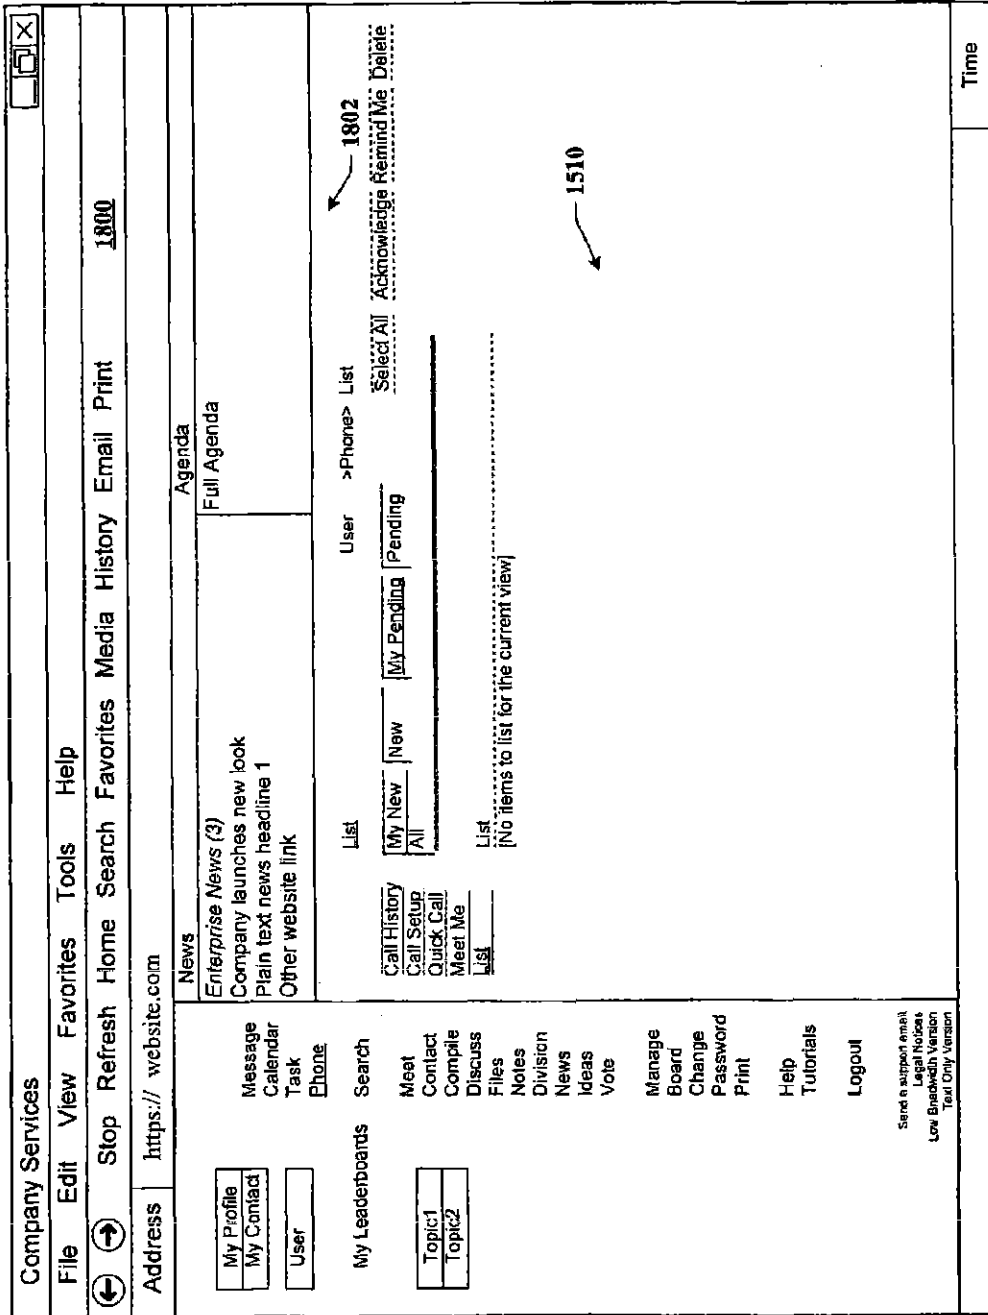 Company Services
File Edit View Favorites Tools Help
Stop Refresh Home Search Favorites Media History Email Print 1800
Address https:// website.com
News Agenda
Enterprise News (3) Full Agenda
Company launches new look
Plain text news headline 1
Other website link
My Profile
My Contact
User
My Leaderboards
Topic1
Topic2
Message
Calendar
Task
Phone
Search
Meet
Contact
Compile
Discuss
Files
Notes
Division
News
Ideas
Vote
Manage
Board
Change
Password
Print
Help
Tutorials
Logout
Send a support email
Legal Notices
Low Bnadwidth Version
Text Only Version
List User >Phone> List
1802
Call History
Call Setup
Quick Call
Meet Me
List
Select All Acknowledge Remind Me Delete
My New New My Pending Pending
All
List
[No items to list for the current view]
1510
Time